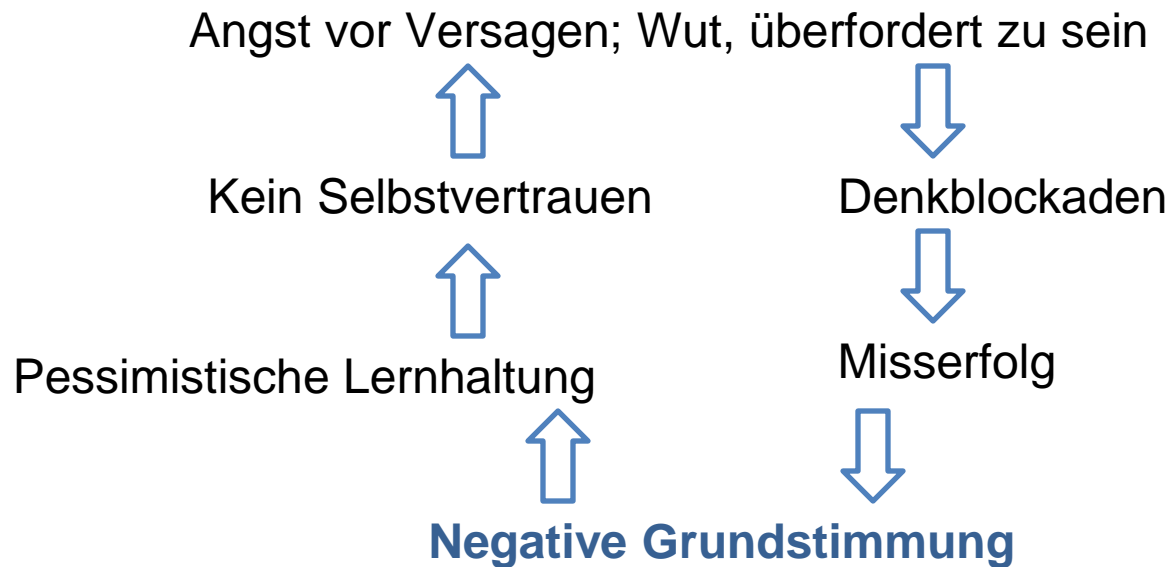 Angst vor Versagen; Wut, überfordert zu sein
Kein Selbstvertrauen
Denkblockaden
Pessimistische Lernhaltung
Misserfolg
Negative Grundstimmung